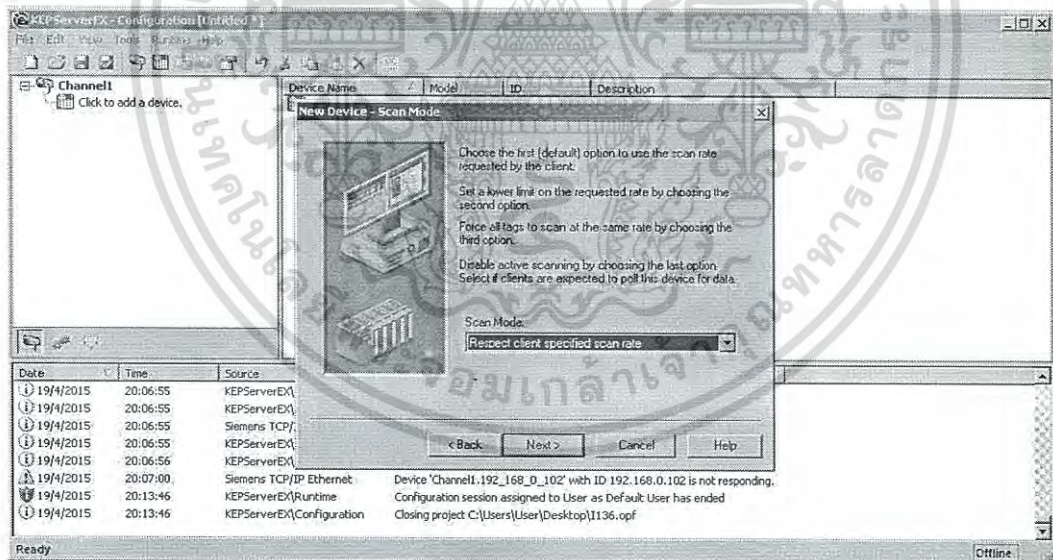 KEPServerEX - Configuration [Untitled *]
File Edit View Tools Runtime Help
Channel1
Click to add a device.
Device Name Model ID Description
New Device - Scan Mode
Choose the first (default) option to use the scan rate
requested by the client.
Set a lower limit on the requested rate by choosing the
second option.
Force all tags to scan at the same rate by choosing the
third option.
Disable active scanning by choosing the last option.
Select if clients are expected to poll this device for data.
Scan Mode:
Respect client specified scan rate
< Back Next > Cancel Help
Date Time Source
19/4/2015 20:06:55 KEPServerEX\
19/4/2015 20:06:55 KEPServerEX\
19/4/2015 20:06:55 Siemens TCP/
19/4/2015 20:06:55 KEPServerEX\
19/4/2015 20:06:56 KEPServerEX\
19/4/2015 20:07:00 Siemens TCP/IP Ethernet Device 'Channel1.192_168_0_102' with ID 192.168.0.102 is not responding.
19/4/2015 20:13:46 KEPServerEX\Runtime Configuration session assigned to User as Default User has ended
19/4/2015 20:13:46 KEPServerEX\Configuration Closing project C:\Users\User\Desktop\I136.opf
Ready Offline